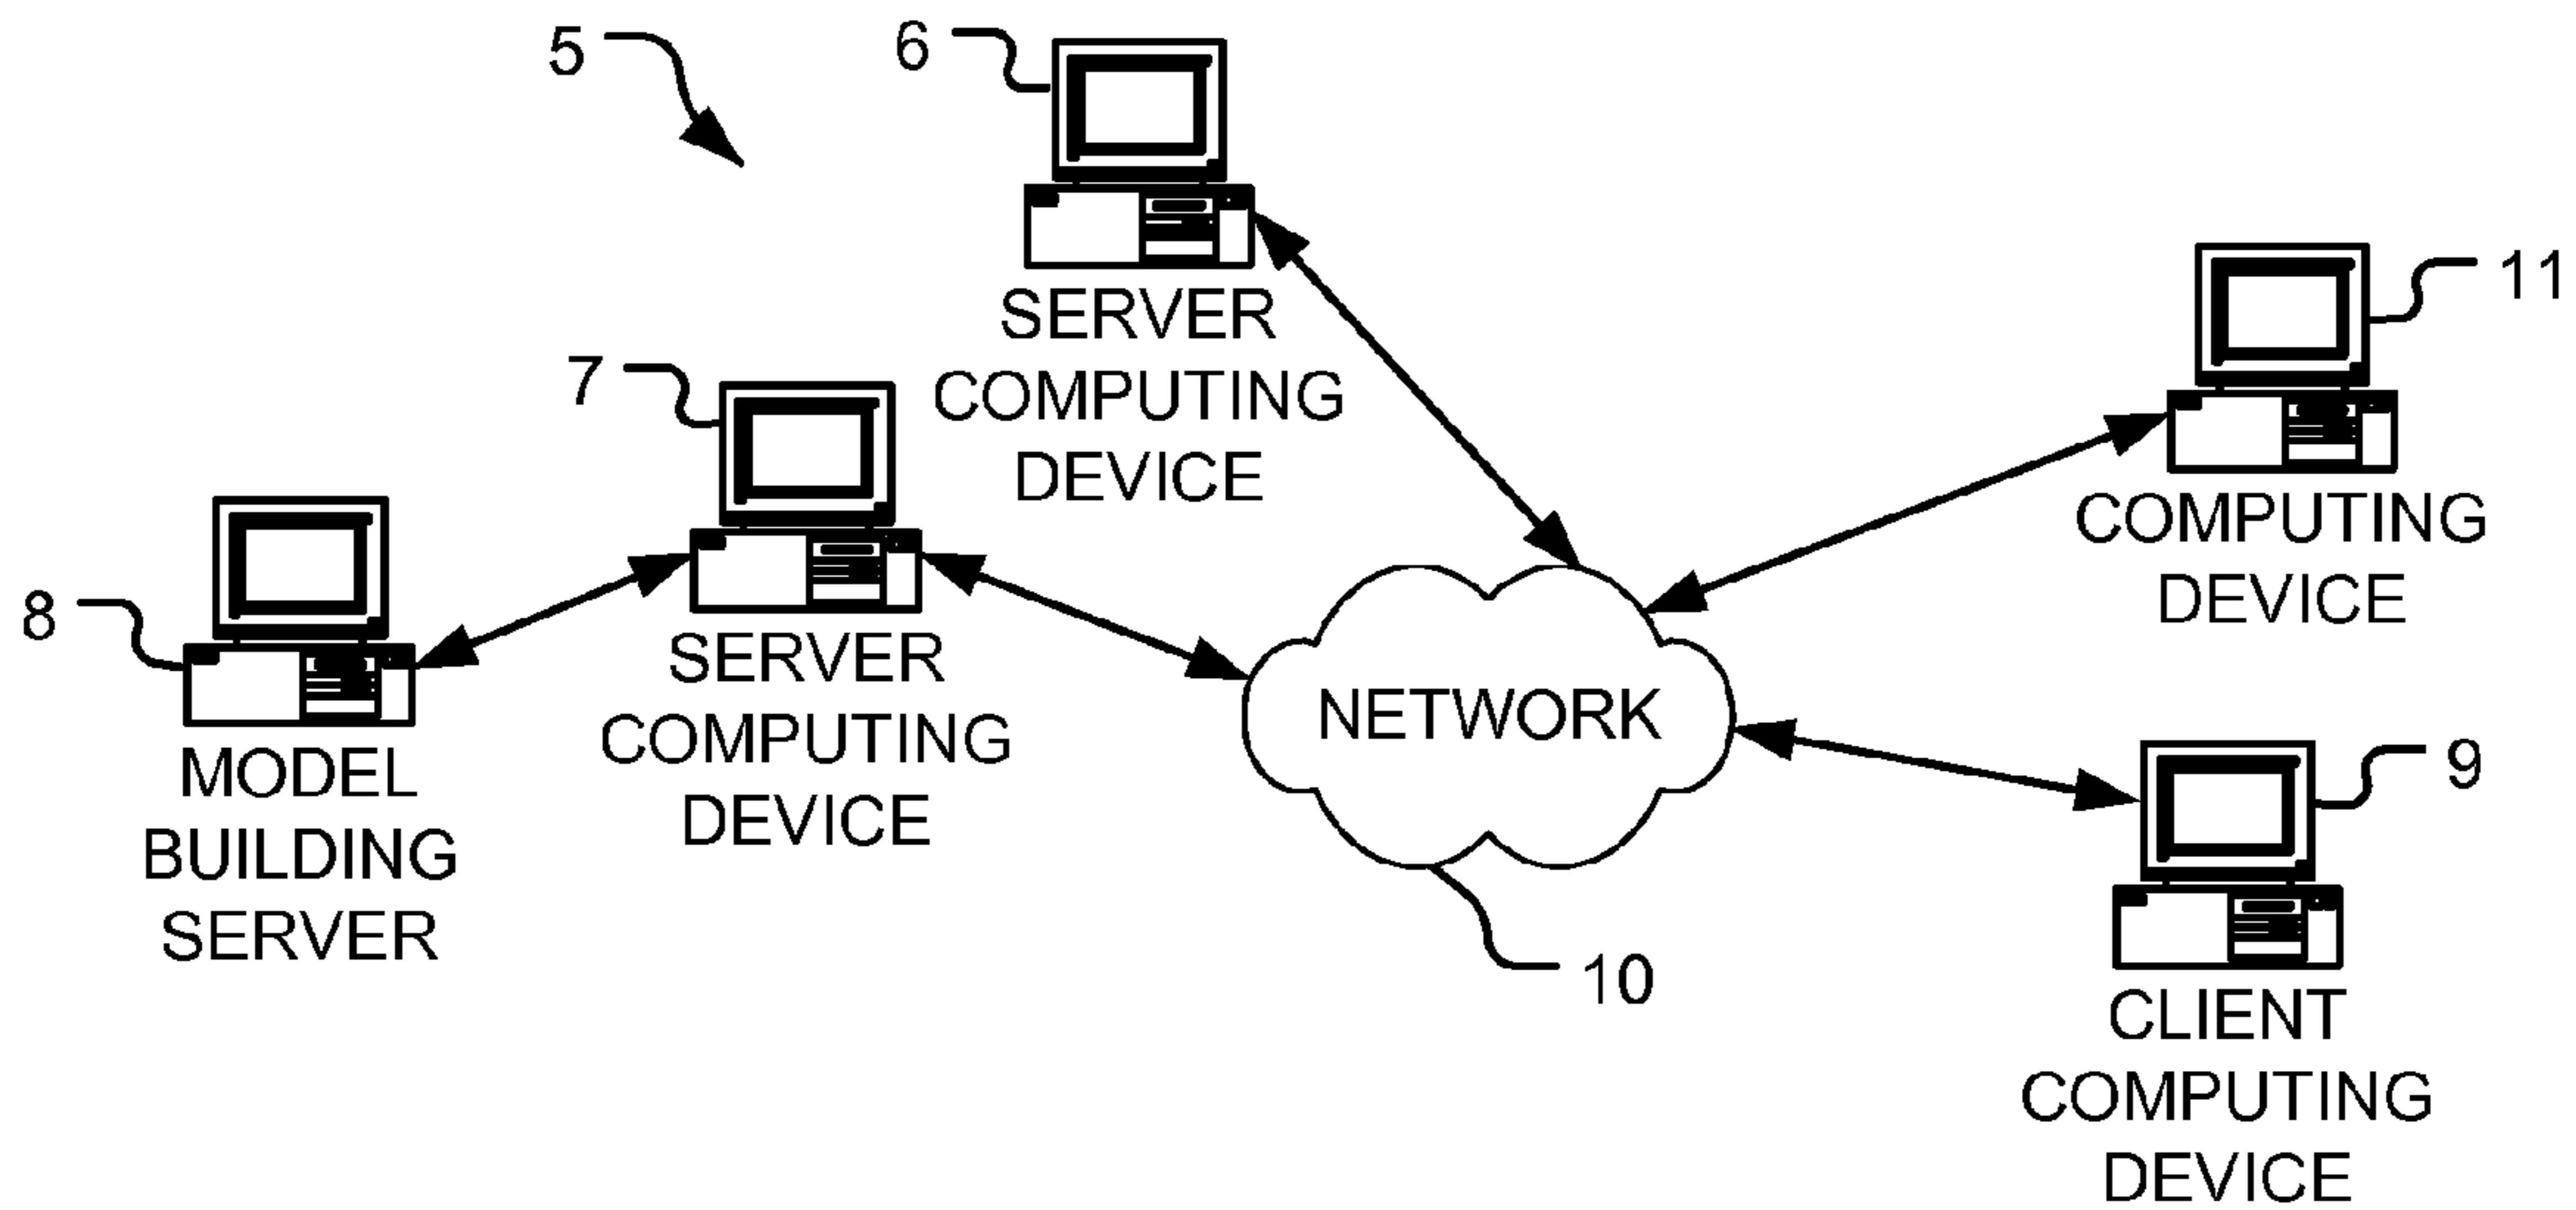 5
6
SERVER
COMPUTING
DEVICE
11
COMPUTING
DEVICE
7
SERVER
COMPUTING
DEVICE
8
MODEL
BUILDING
SERVER
NETWORK
10
9
CLIENT
COMPUTING
DEVICE